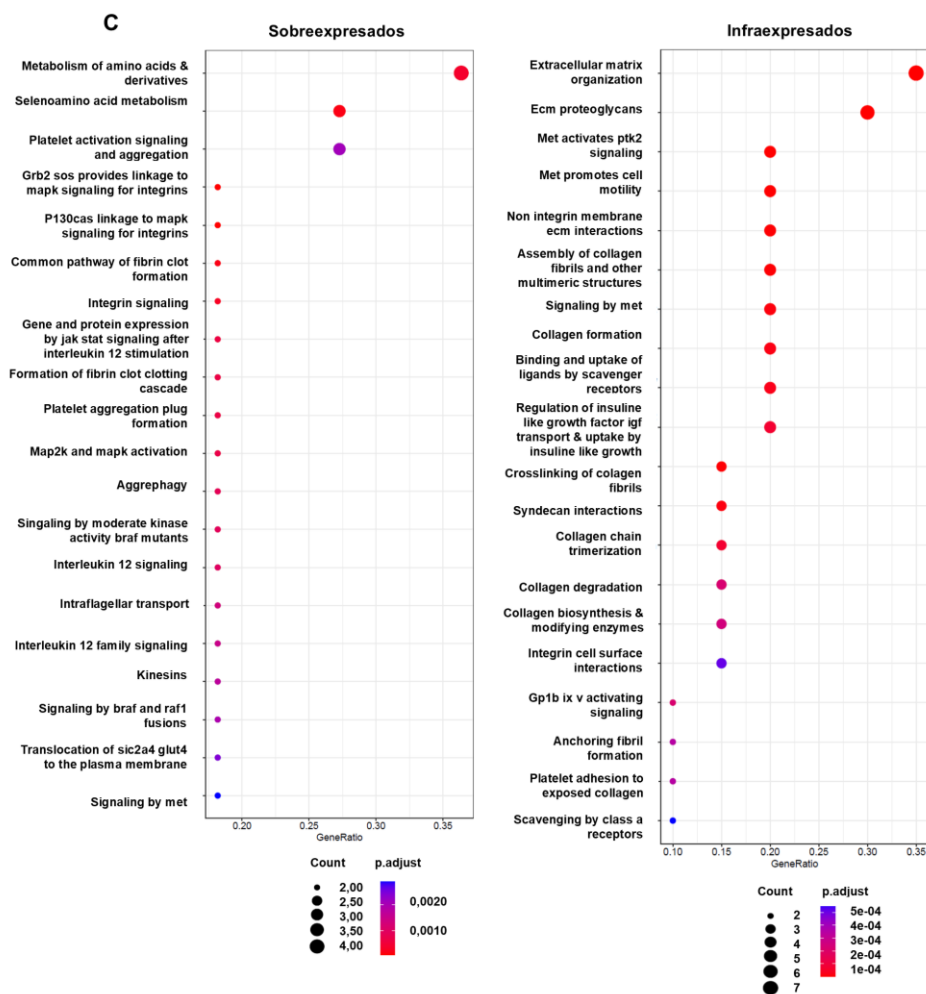 C
Sobreexpresados
Metabolism of amino acids &
derivatives
Selenoamino acid metabolism
Platelet activation signaling
and aggregation
Grb2 sos provides linkage to
mapk signaling for integrins
P130cas linkage to mapk
signaling for integrins
Common pathway of fibrin clot
formation
Integrin signaling
Gene and protein expression
by jak stat signaling after
interleukin 12 stimulation
Formation of fibrin clot clotting
cascade
Platelet aggregation plug
formation
Map2k and mapk activation
Aggrephagy
Singaling by moderate kinase
activity braf mutants
Interleukin 12 signaling
Intraflagellar transport
Interleukin 12 family signaling
Kinesins
Signaling by braf and raf1
fusions
Translocation of sic2a4 glut4
to the plasma membrane
Signaling by met
0.20 0.25 0.30 0.35
GeneRatio
Count p.adjust
2,00
2,50
3,00
3,50
4,00
0,0020
0,0010
Infraexpresados
Extracellular matrix
organization
Ecm proteoglycans
Met activates ptk2
signaling
Met promotes cell
motility
Non integrin membrane
ecm interactions
Assembly of collagen
fibrils and other
multimeric structures
Signaling by met
Collagen formation
Binding and uptake of
ligands by scavenger
receptors
Regulation of insuline
like growth factor igf
transport & uptake by
insuline like growth
Crosslinking of colagen
fibrils
Syndecan interactions
Collagen chain
trimerization
Collagen degradation
Collagen biosynthesis &
modifying enzymes
Integrin cell surface
interactions
Gp1b ix v activating
signaling
Anchoring fibril
formation
Platelet adhesion to
exposed collagen
Scavenging by class a
receptors
0.10 0.15 0.20 0.25 0.30 0.35
GeneRatio
Count p.adjust
2
3
4
5
6
7
5e-04
4e-04
3e-04
2e-04
1e-04